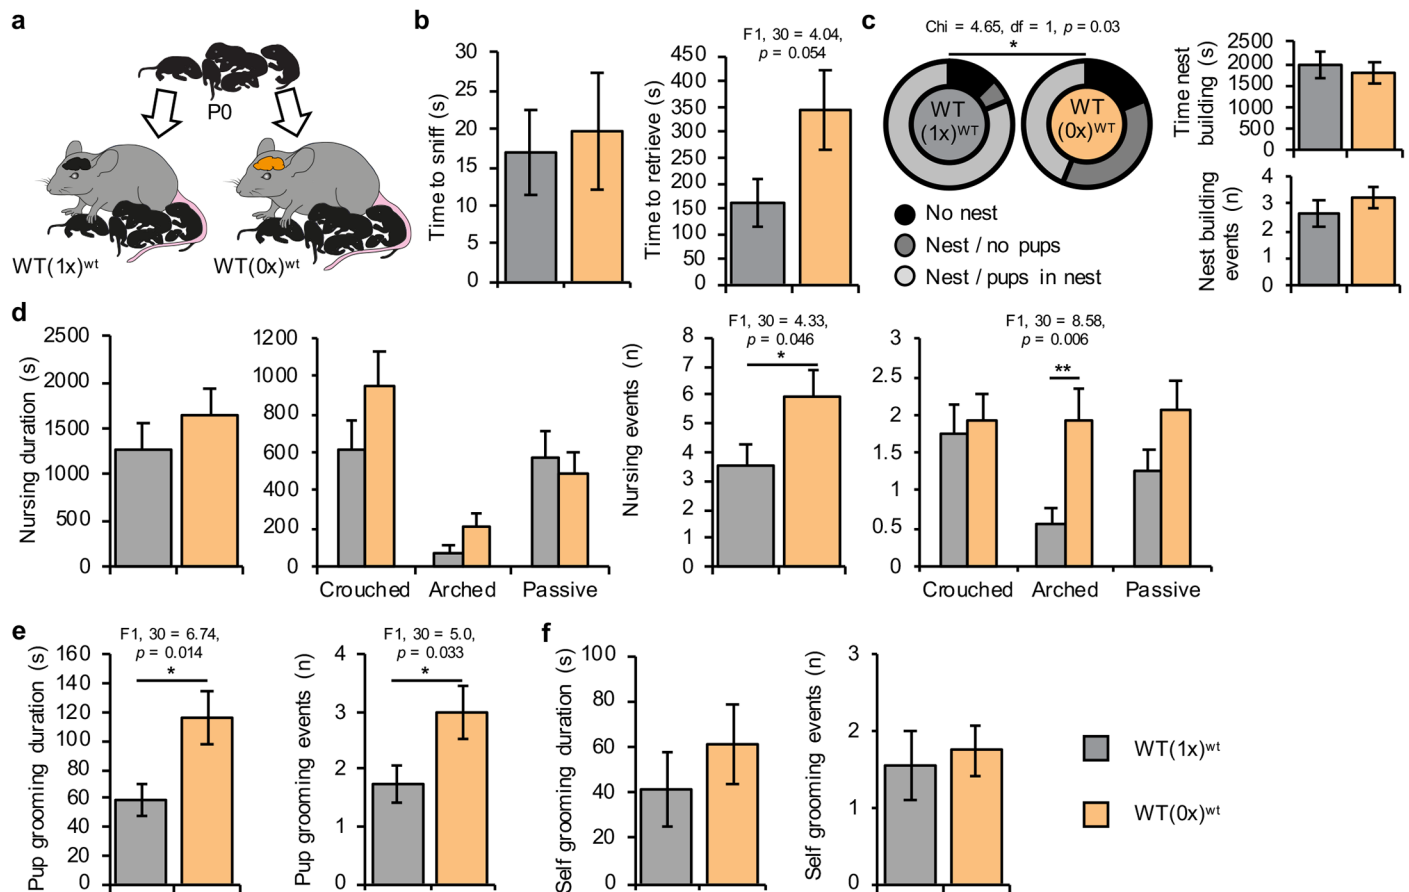 a
P0
WT(1x)wt
WT(0x)wt
b
Time to sniff (s)
30
25
20
15
10
5
0
F1, 30 = 4.04,
p = 0.054
Time to retrieve (s)
450
400
350
300
250
200
150
100
50
0
c
Chi = 4.65, df = 1, p = 0.03
*
WT
(1x)WT
WT
(0x)WT
No nest
Nest / no pups
Nest / pups in nest
Time nest
building (s)
2500
2000
1500
1000
500
0
Nest building
events (n)
4
3
2
1
0
d
Nursing duration (s)
2500
2000
1500
1000
500
0
1200
1000
800
600
400
200
0
Crouched Arched Passive
F1, 30 = 4.33,
p = 0.046
*
Nursing events (n)
8
7
6
5
4
3
2
1
0
F1, 30 = 8.58,
p = 0.006
**
3
2.5
2
1.5
1
0.5
0
Crouched Arched Passive
e
F1, 30 = 6.74,
p = 0.014
*
Pup grooming duration (s)
160
140
120
100
80
60
40
20
0
F1, 30 = 5.0,
p = 0.033
*
Pup grooming events (n)
4
3
2
1
0
f
Self grooming duration (s)
100
80
60
40
20
0
Self grooming events (n)
3
2
1
0
WT(1x)wt
WT(0x)wt